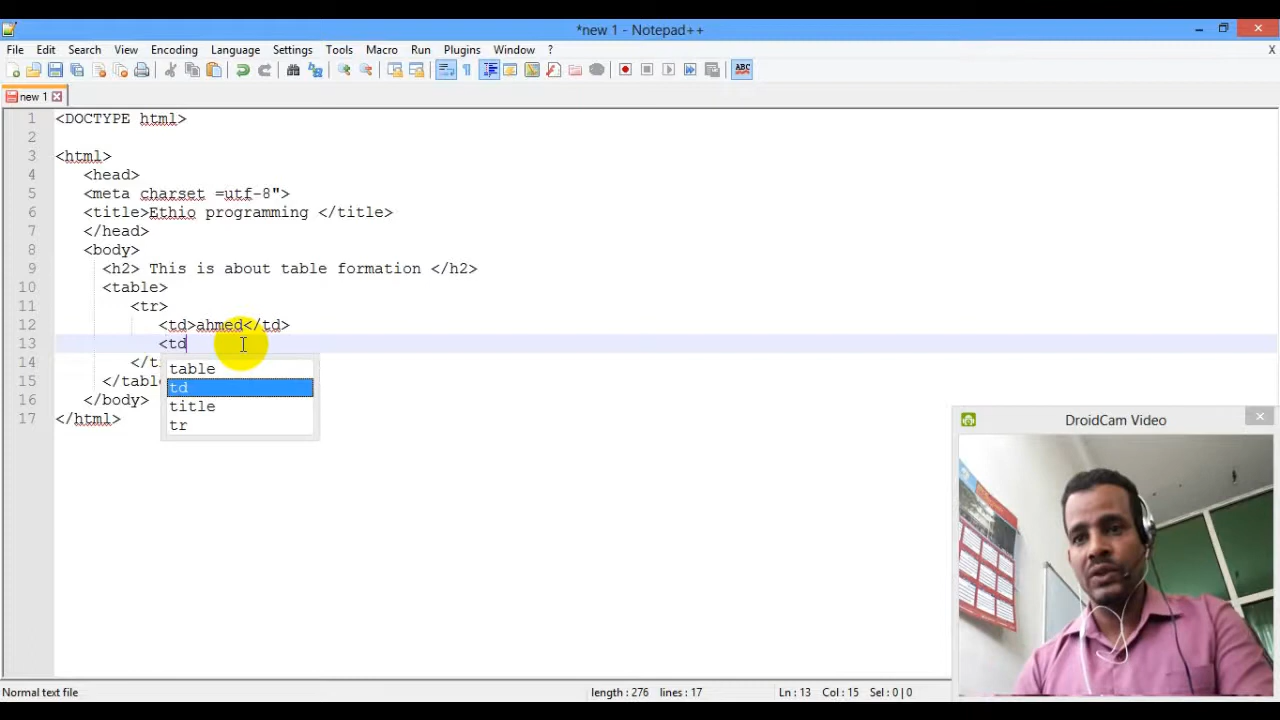 *new 1 - Notepad++
File Edit Search View Encoding Language Settings Tools Macro Run Plugins Window ? X
ABC
new 1
1 <DOCTYPE html>
2
3 <html>
4 <head>
5 <meta charset =utf-8">
6 <title>Ethio programming </title>
7 </head>
8 <body>
9 <h2> This is about table formation </h2>
10 <table>
11 <tr>
12 <td>ahmed</td>
13 <td
14 </t
15 </table
16 </body>
17 </html>
table
td
title
tr
DroidCam Video
Normal text file length : 276 lines : 17 Ln : 13 Col : 15 Sel : 0 | 0